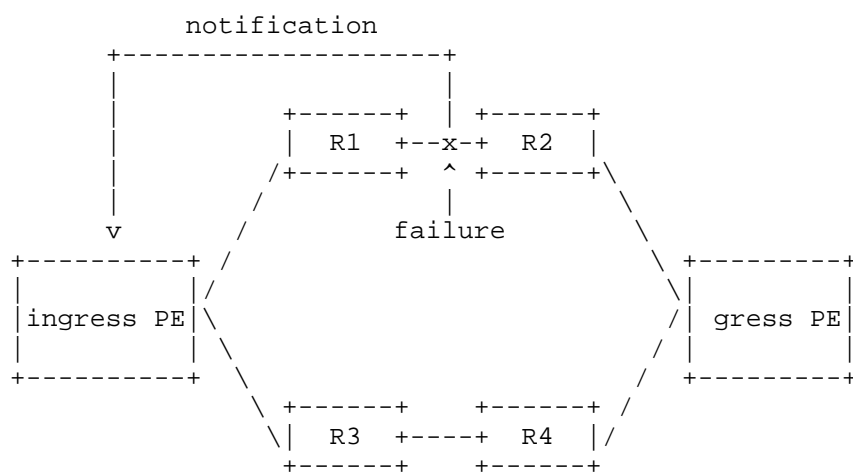 notification
R1 x R2
^
failure
v
ingress PE gress PE
R3 R4